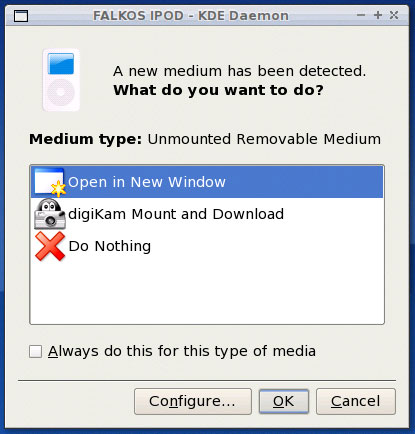 FALKOS IPOD - KDE Daemon
A new medium has been detected.
What do you want to do?
Medium type: Unmounted Removable Medium
Open in New Window
digiKam Mount and Download
Do Nothing
Always do this for this type of media
Configure...
OK
Cancel